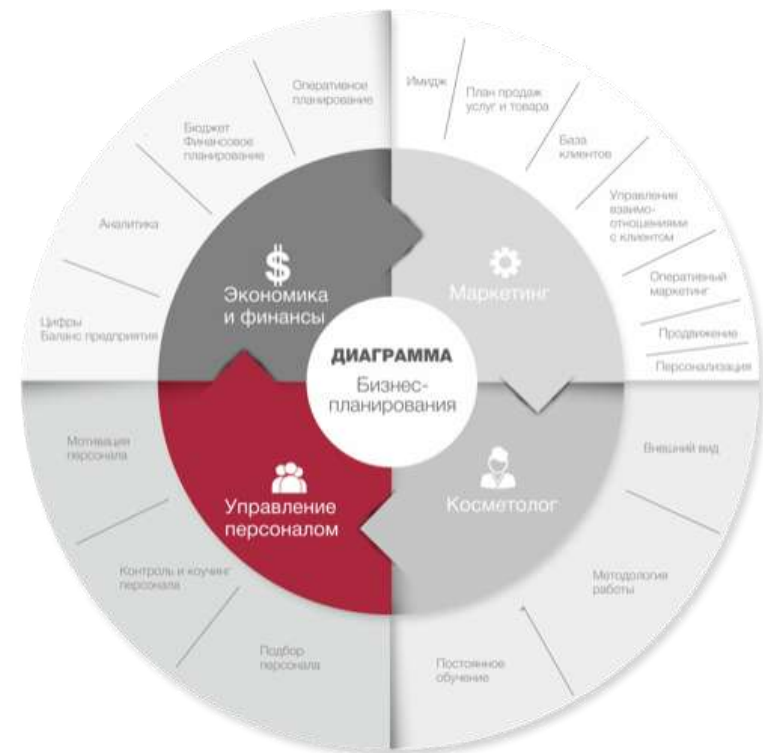 Оперативное
планирование
Бюджет
Финансовое
планирование
Аналитика
Цифры
Баланс предприятия
Имидж
План продаж
услуг и товара
База
клиентов
Управление
взаимо-
отношениями
с клиентом
Оперативный
маркетинг
Продвижение
Персонализация
$
Экономика
и финансы
Маркетинг
ДИАГРАММА
Бизнес-
планирования
Управление
персоналом
Косметолог
Мотивация
персонала
Контроль и коучинг
персонала
Подбор
персонала
Внешний вид
Методология
работы
Постоянное
обучение